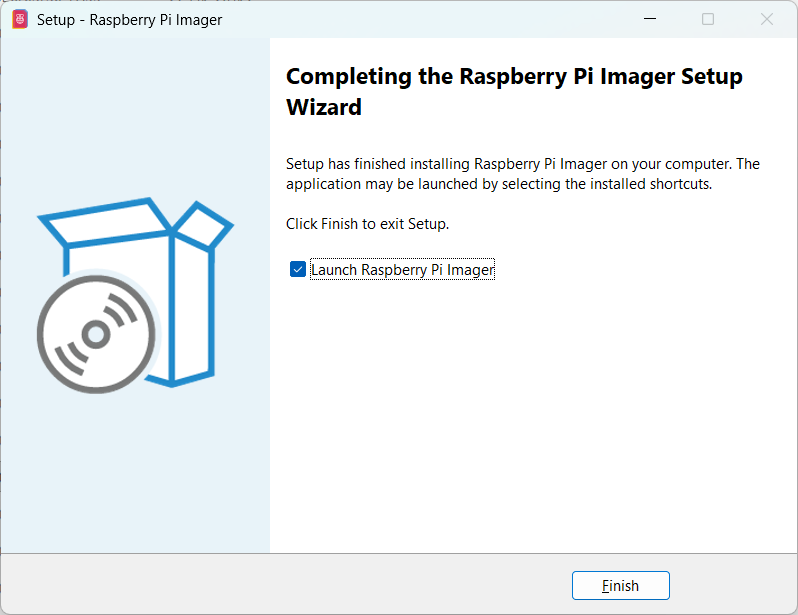 Setup - Raspberry Pi Imager
Completing the Raspberry Pi Imager Setup
Wizard
Setup has finished installing Raspberry Pi Imager on your computer. The
application may be launched by selecting the installed shortcuts.
Click Finish to exit Setup.
Launch Raspberry Pi Imager
Finish